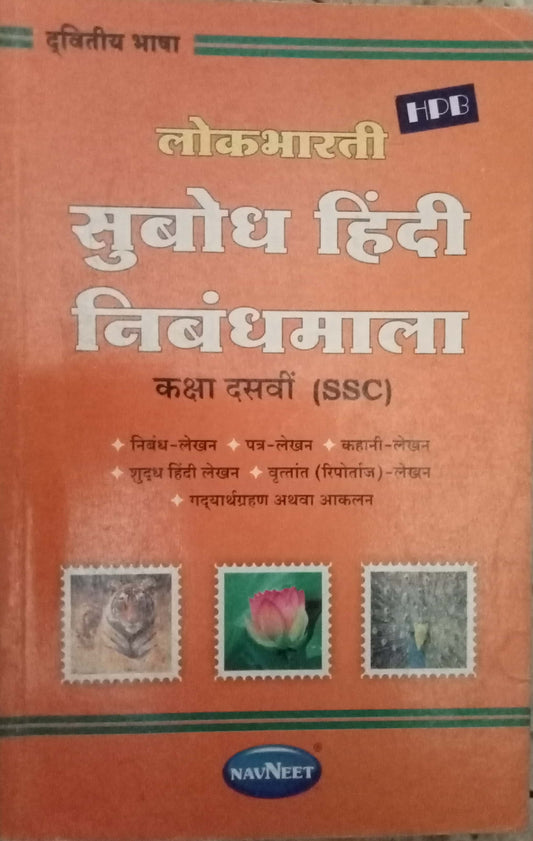 द्वितीय भाषा
HPB
लोकभारती
सुबोध हिंदी
निबंधमाला
कक्षा दसवीं (SSC)
✦ निबंध-लेखन ✦ पत्र-लेखन ✦ कहानी-लेखन
✦ शुद्ध हिंदी लेखन ✦ वृत्तांत (रिपोर्ताज)-लेखन
✦ गद्यार्थग्रहण अथवा आकलन
NAVNEET®